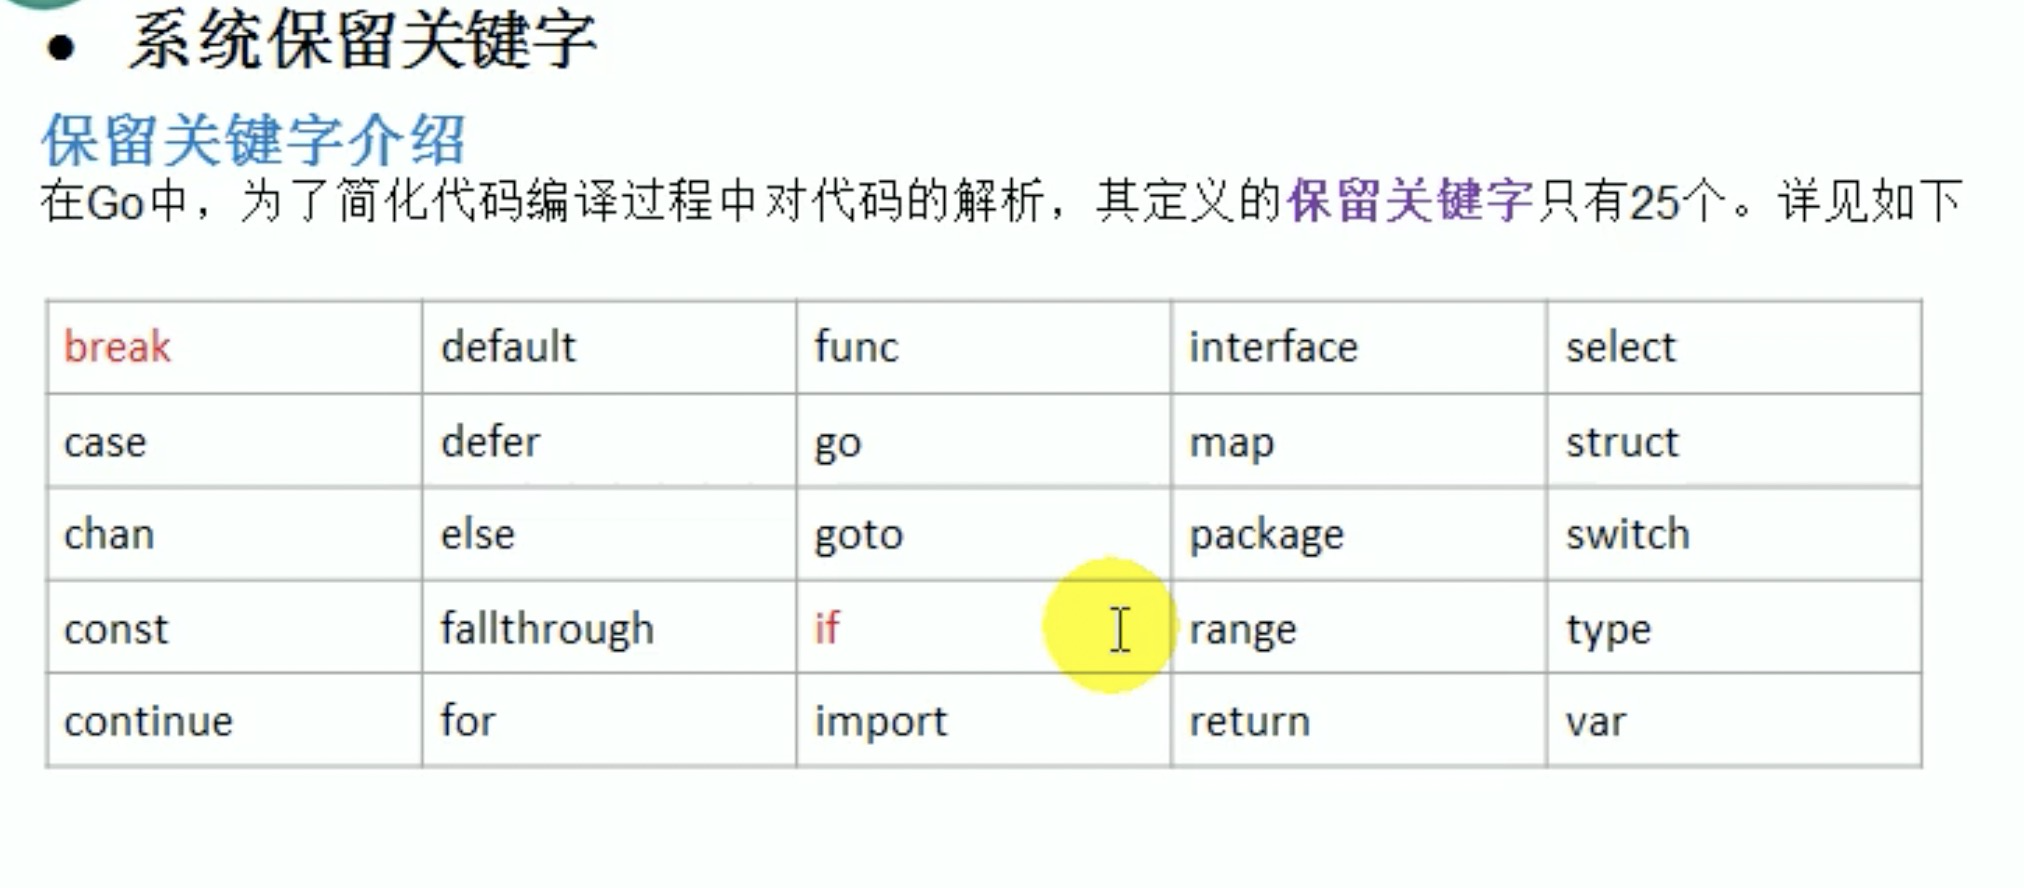 ● 系统保留关键字
保留关键字介绍
在Go中，为了简化代码编译过程中对代码的解析，其定义的保留关键字只有25个。详见如下
break default func interface select
case defer go map struct
chan else goto package switch
const fallthrough if range type
continue for import return var